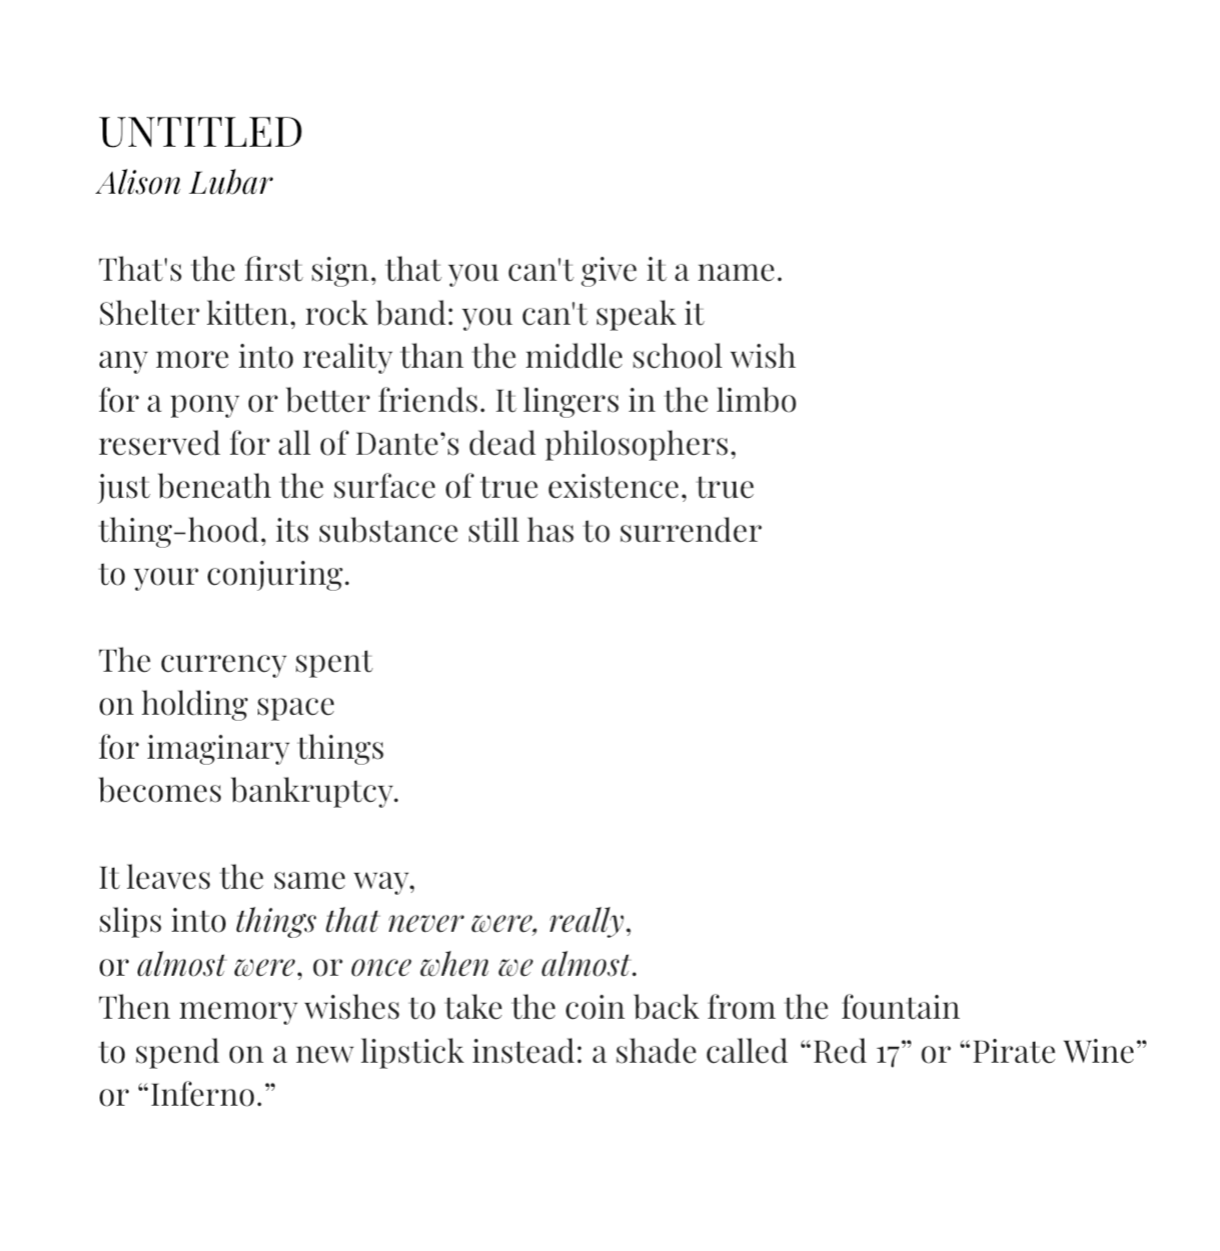 UNTITLED
Alison Lubar
That's the first sign, that you can't give it a name.
Shelter kitten, rock band: you can't speak it
any more into reality than the middle school wish
for a pony or better friends. It lingers in the limbo
reserved for all of Dante’s dead philosophers,
just beneath the surface of true existence, true
thing-hood, its substance still has to surrender
to your conjuring.
The currency spent
on holding space
for imaginary things
becomes bankruptcy.
It leaves the same way,
slips into things that never were, really,
or almost were, or once when we almost.
Then memory wishes to take the coin back from the fountain
to spend on a new lipstick instead: a shade called “Red 17” or “Pirate Wine”
or “Inferno.”